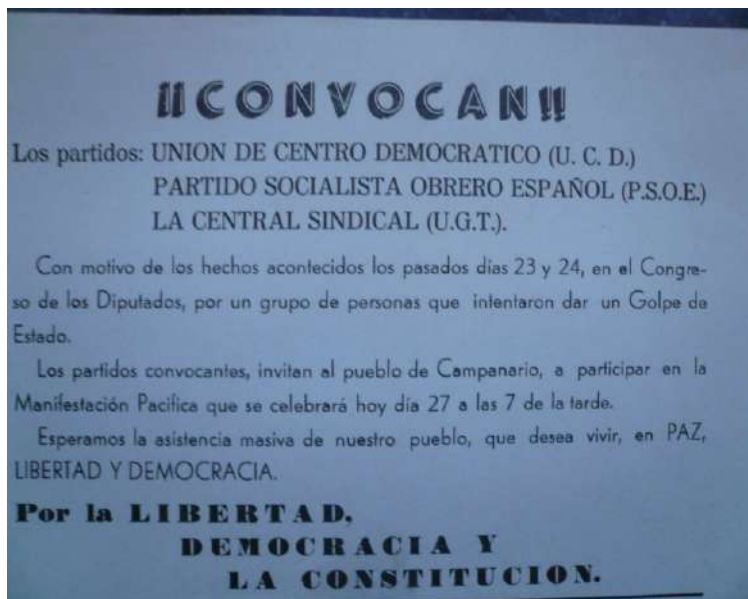 ¡¡CONVOCAN!!
Los partidos: UNION DE CENTRO DEMOCRATICO (U. C. D.)
PARTIDO SOCIALISTA OBRERO ESPAÑOL (P.S.O.E.)
LA CENTRAL SINDICAL (U.G.T.).
Con motivo de los hechos acontecidos los pasados días 23 y 24, en el Congre-
so de los Diputados, por un grupo de personas que intentaron dar un Golpe de
Estado.
Los partidos convocantes, invitan al pueblo de Campanario, a participar en la
Manifestación Pacífica que se celebrará hoy día 27 a las 7 de la tarde.
Esperamos la asistencia masiva de nuestro pueblo, que desea vivir, en PAZ,
LIBERTAD Y DEMOCRACIA.
Por la LIBERTAD,
DEMOCRACIA Y
LA CONSTITUCION.